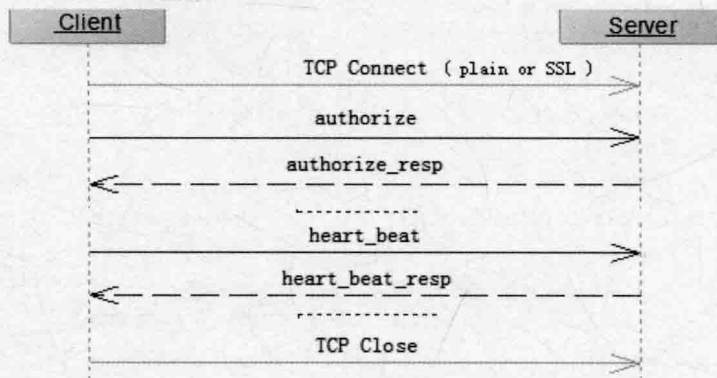 Client
Server
TCP Connect ( plain or SSL )
authorize
authorize_resp
.............
heart_beat
heart_beat_resp
..............
TCP Close